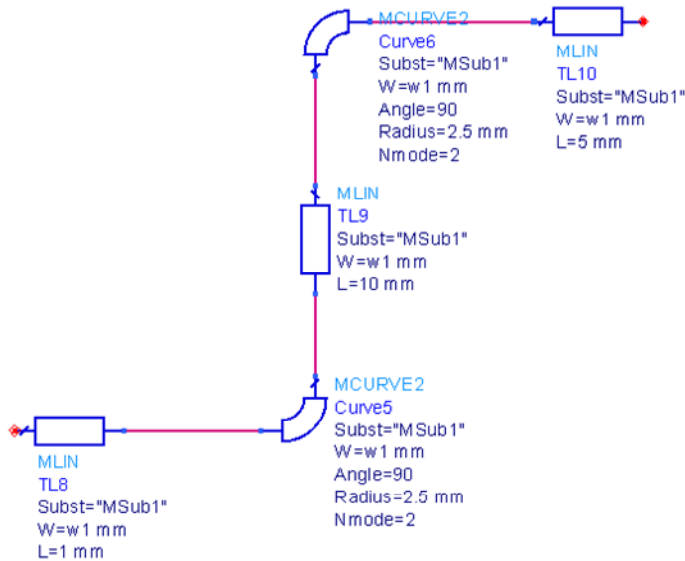 MCURVE2
Curve6
Subst="MSub1"
W=w1 mm
Angle=90
Radius=2.5 mm
Nmode=2
MLIN
TL10
Subst="MSub1"
W=w1 mm
L=5 mm
MLIN
TL9
Subst="MSub1"
W=w1 mm
L=10 mm
MCURVE2
Curve5
Subst="MSub1"
W=w1 mm
Angle=90
Radius=2.5 mm
Nmode=2
MLIN
TL8
Subst="MSub1"
W=w1 mm
L=1 mm